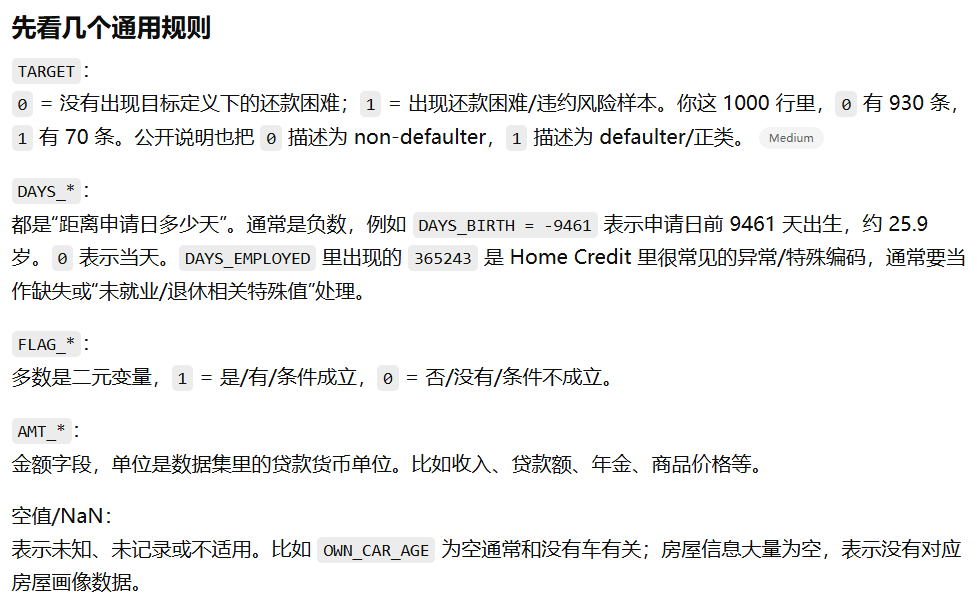 先看几个通用规则
TARGET：
0 = 没有出现目标定义下的还款困难；1 = 出现还款困难/违约风险样本。你这 1000 行里，0 有 930 条，
1 有 70 条。公开说明也把 0 描述为 non-defaulter，1 描述为 defaulter/正类。 Medium
DAYS_*：
都是“距离申请日多少天”。通常是负数，例如 DAYS_BIRTH = -9461 表示申请日前 9461 天出生，约 25.9
岁。0 表示当天。DAYS_EMPLOYED 里出现的 365243 是 Home Credit 里很常见的异常/特殊编码，通常要当
作缺失或“未就业/退休相关特殊值”处理。
FLAG_*：
多数是二元变量，1 = 是/有/条件成立，0 = 否/没有/条件不成立。
AMT_*：
金额字段，单位是数据集里的贷款货币单位。比如收入、贷款额、年金、商品价格等。
空值/NaN：
表示未知、未记录或不适用。比如 OWN_CAR_AGE 为空通常和没有车有关；房屋信息大量为空，表示没有对应
房屋画像数据。